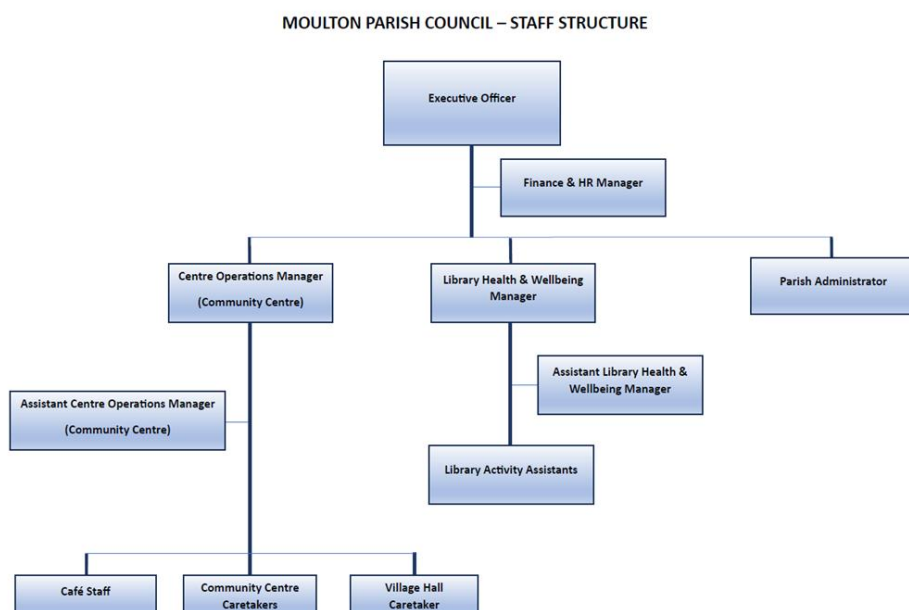 MOULTON PARISH COUNCIL – STAFF STRUCTURE
Executive Officer
Finance & HR Manager
Centre Operations Manager
(Community Centre)
Library Health & Wellbeing
Manager
Parish Administrator
Assistant Library Health &
Wellbeing Manager
Assistant Centre Operations Manager
(Community Centre)
Library Activity Assistants
Café Staff
Community Centre
Caretakers
Village Hall
Caretaker